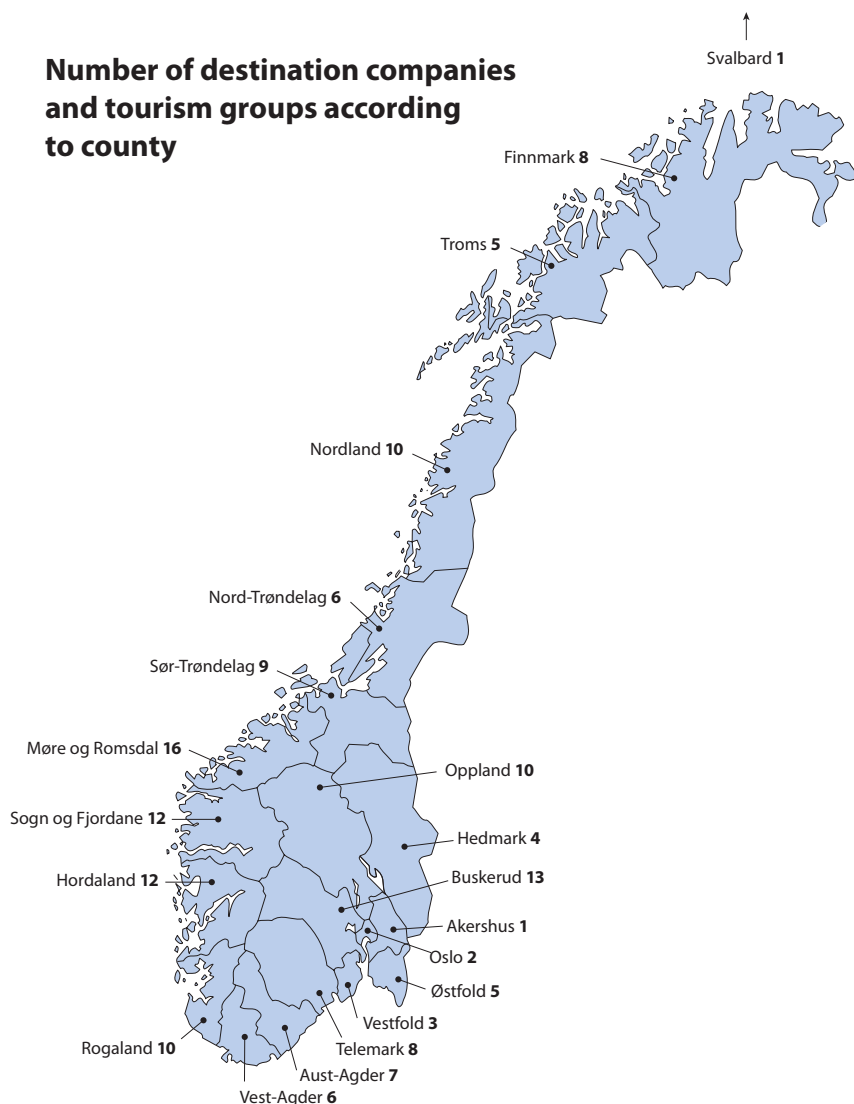 Number of destination companies
and tourism groups according
to county
Svalbard 1
Finnmark 8
Troms 5
Nordland 10
Nord-Trøndelag 6
Sør-Trøndelag 9
Møre og Romsdal 16
Oppland 10
Sogn og Fjordane 12
Hedmark 4
Buskerud 13
Hordaland 12
Akershus 1
Oslo 2
Østfold 5
Vestfold 3
Rogaland 10
Telemark 8
Aust-Agder 7
Vest-Agder 6